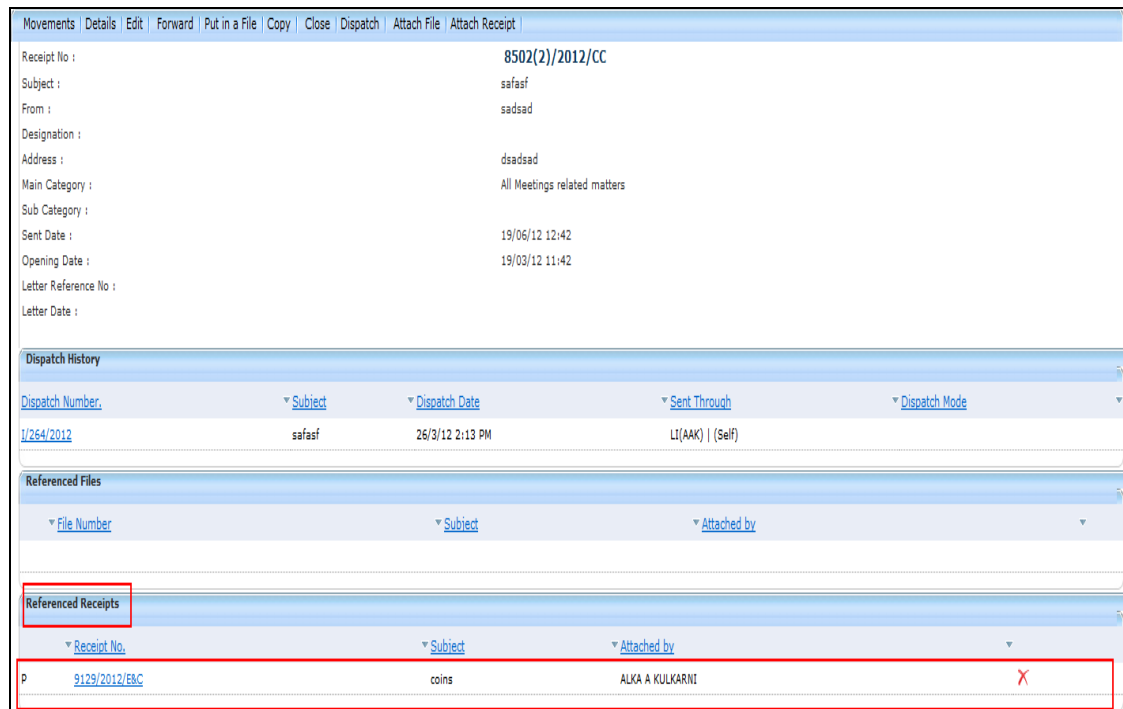 Movements | Details | Edit | Forward | Put in a File | Copy | Close | Dispatch | Attach File | Attach Receipt |
Receipt No : 8502(2)/2012/CC
Subject : safasf
From : sadsad
Designation :
Address : dsadsad
Main Category : All Meetings related matters
Sub Category :
Sent Date : 19/06/12 12:42
Opening Date : 19/03/12 11:42
Letter Reference No :
Letter Date :
Dispatch History
Dispatch Number. Subject Dispatch Date Sent Through Dispatch Mode
I/264/2012 safasf 26/3/12 2:13 PM LI(AAK) | (Self)
Referenced Files
File Number Subject Attached by
Referenced Receipts
Receipt No. Subject Attached by
P 9129/2012/E&C coins ALKA A KULKARNI